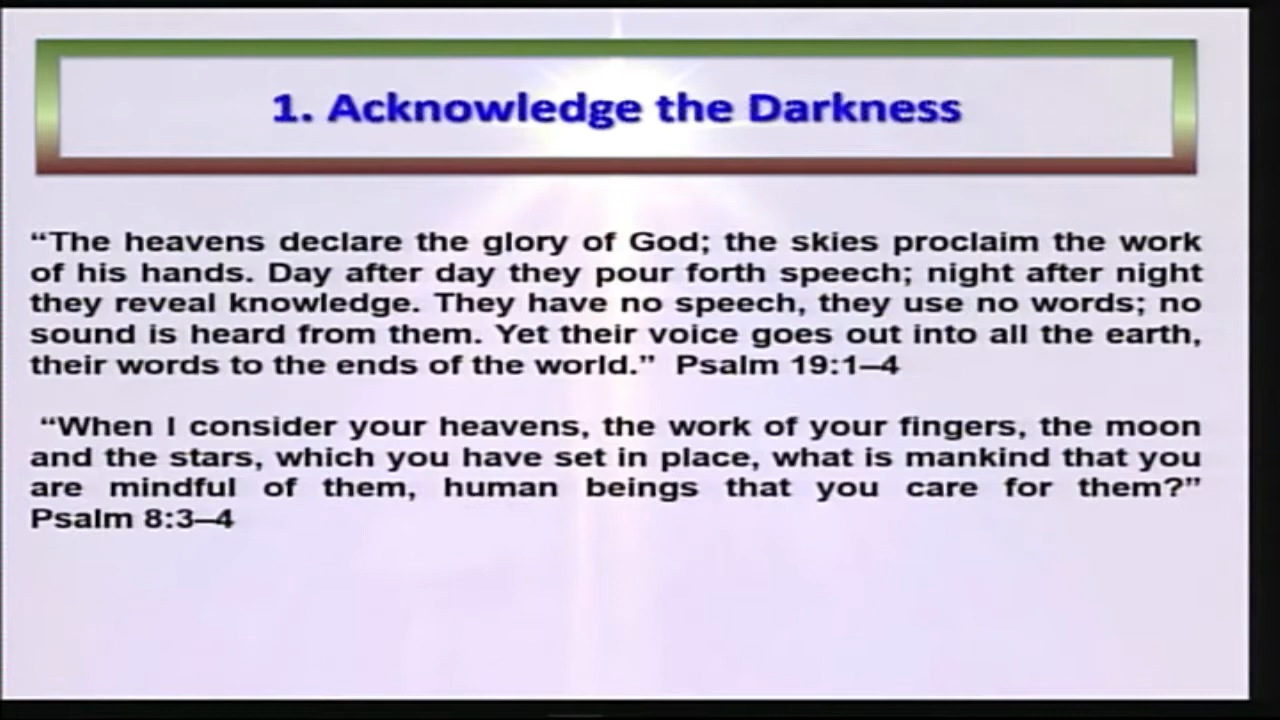 1. Acknowledge the Darkness
“The heavens declare the glory of God; the skies proclaim the work
of his hands. Day after day they pour forth speech; night after night
they reveal knowledge. They have no speech, they use no words; no
sound is heard from them. Yet their voice goes out into all the earth,
their words to the ends of the world.” Psalm 19:1–4
“When I consider your heavens, the work of your fingers, the moon
and the stars, which you have set in place, what is mankind that you
are mindful of them, human beings that you care for them?”
Psalm 8:3–4